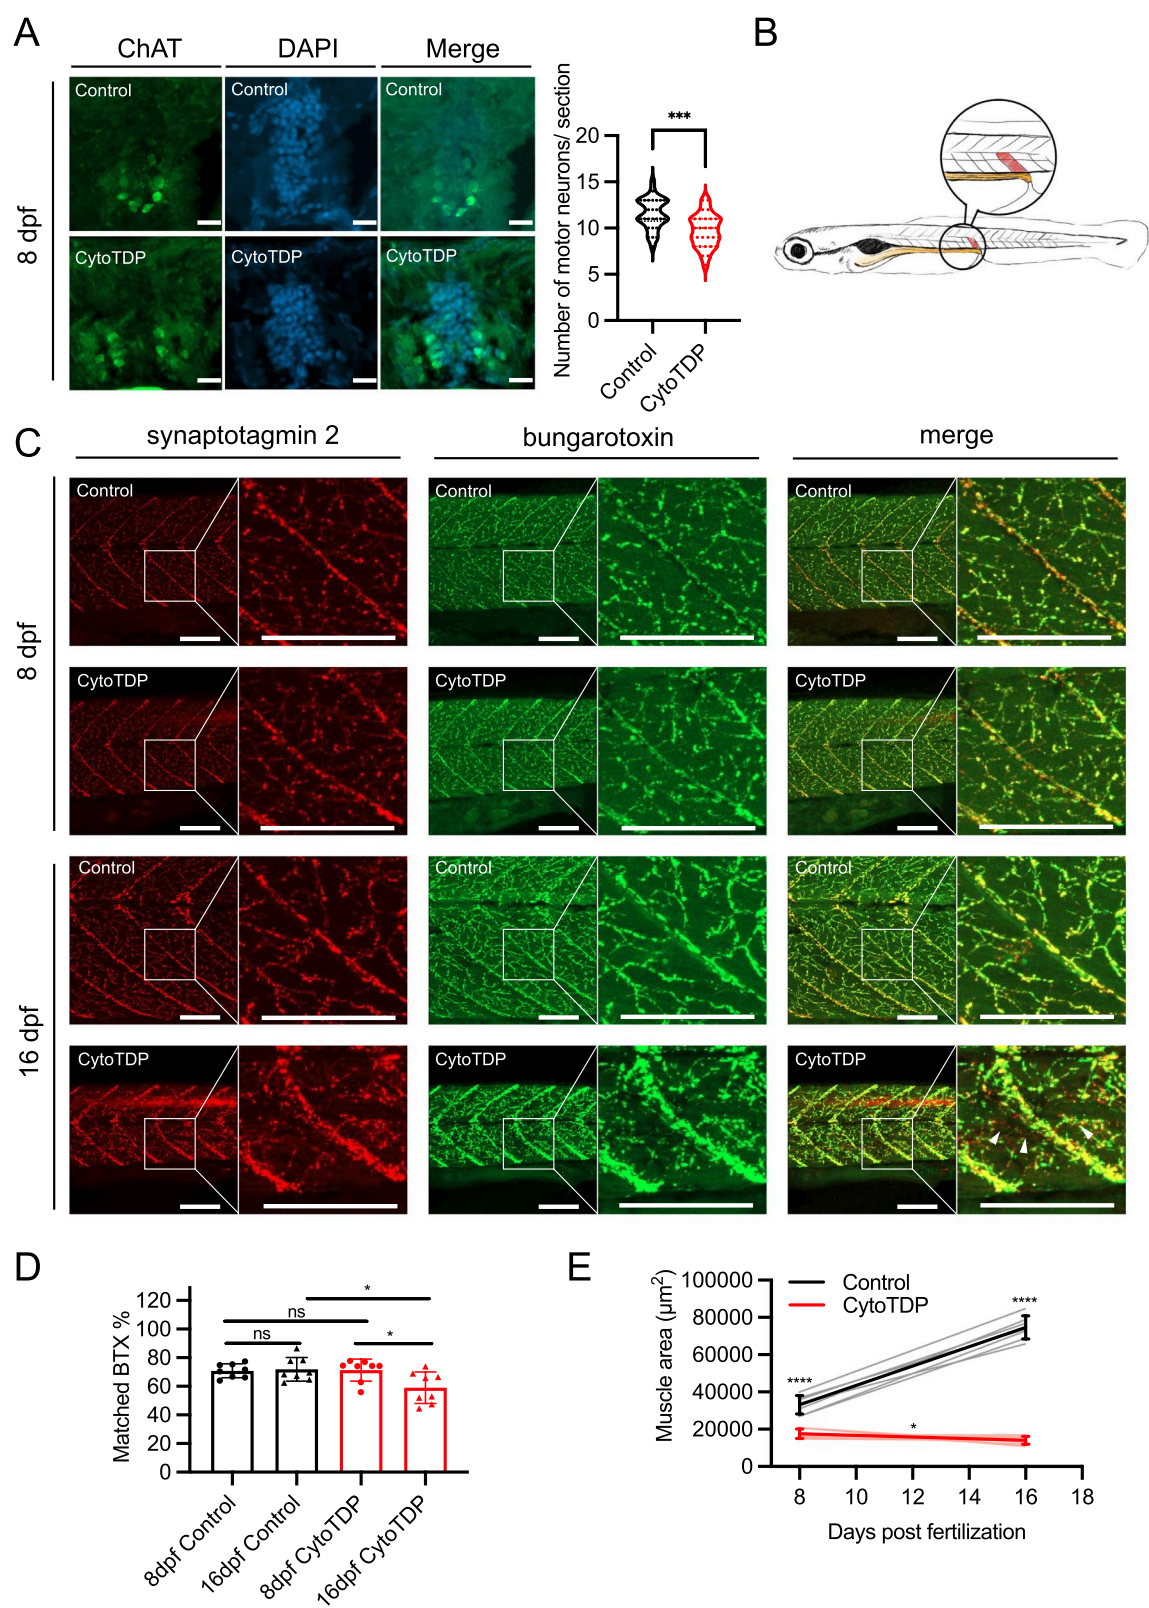 A
ChAT
DAPI
Merge
8 dpf
Control
Control
Control
CytoTDP
CytoTDP
CytoTDP
Number of motor neurons/ section
20
15
10
5
0
***
Control
CytoTDP
B
C
synaptotagmin 2
bungarotoxin
merge
8 dpf
Control
Control
Control
CytoTDP
CytoTDP
CytoTDP
16 dpf
Control
Control
Control
CytoTDP
CytoTDP
CytoTDP
D
Matched BTX %
120
100
80
60
40
20
0
*
ns
ns
*
8dpf Control
16dpf Control
8dpf CytoTDP
16dpf CytoTDP
E
Muscle area (μm²)
100000
80000
60000
40000
20000
0
Control
CytoTDP
****
****
*
8
10
12
14
16
18
Days post fertilization